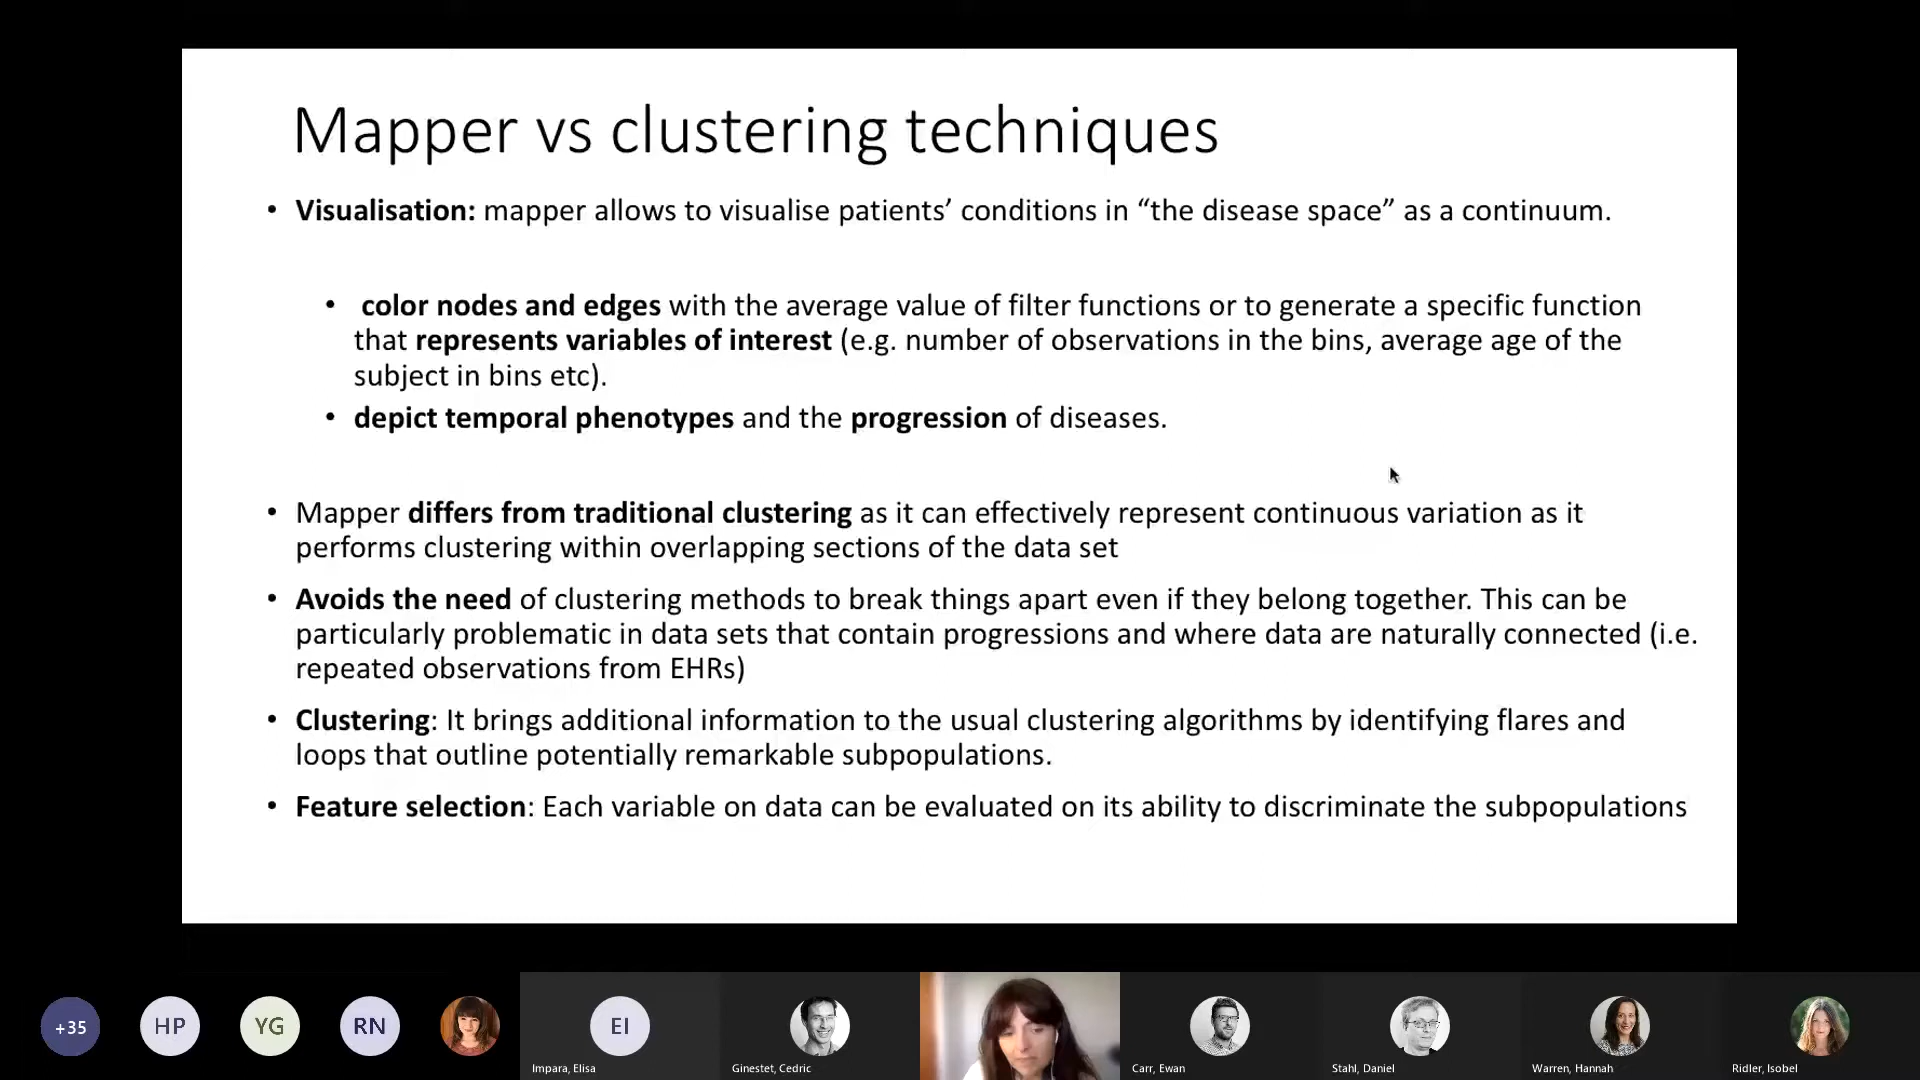 Mapper vs clustering techniques
• Visualisation: mapper allows to visualise patients’ conditions in “the disease space” as a continuum.
• color nodes and edges with the average value of filter functions or to generate a specific function
that represents variables of interest (e.g. number of observations in the bins, average age of the
subject in bins etc).
• depict temporal phenotypes and the progression of diseases.
• Mapper differs from traditional clustering as it can effectively represent continuous variation as it
performs clustering within overlapping sections of the data set
• Avoids the need of clustering methods to break things apart even if they belong together. This can be
particularly problematic in data sets that contain progressions and where data are naturally connected (i.e.
repeated observations from EHRs)
• Clustering: It brings additional information to the usual clustering algorithms by identifying flares and
loops that outline potentially remarkable subpopulations.
• Feature selection: Each variable on data can be evaluated on its ability to discriminate the subpopulations
+35
HP
YG
RN
EI
Impara, Elisa
Ginestet, Cedric
Carr, Ewan
Stahl, Daniel
Warren, Hannah
Ridler, Isobel